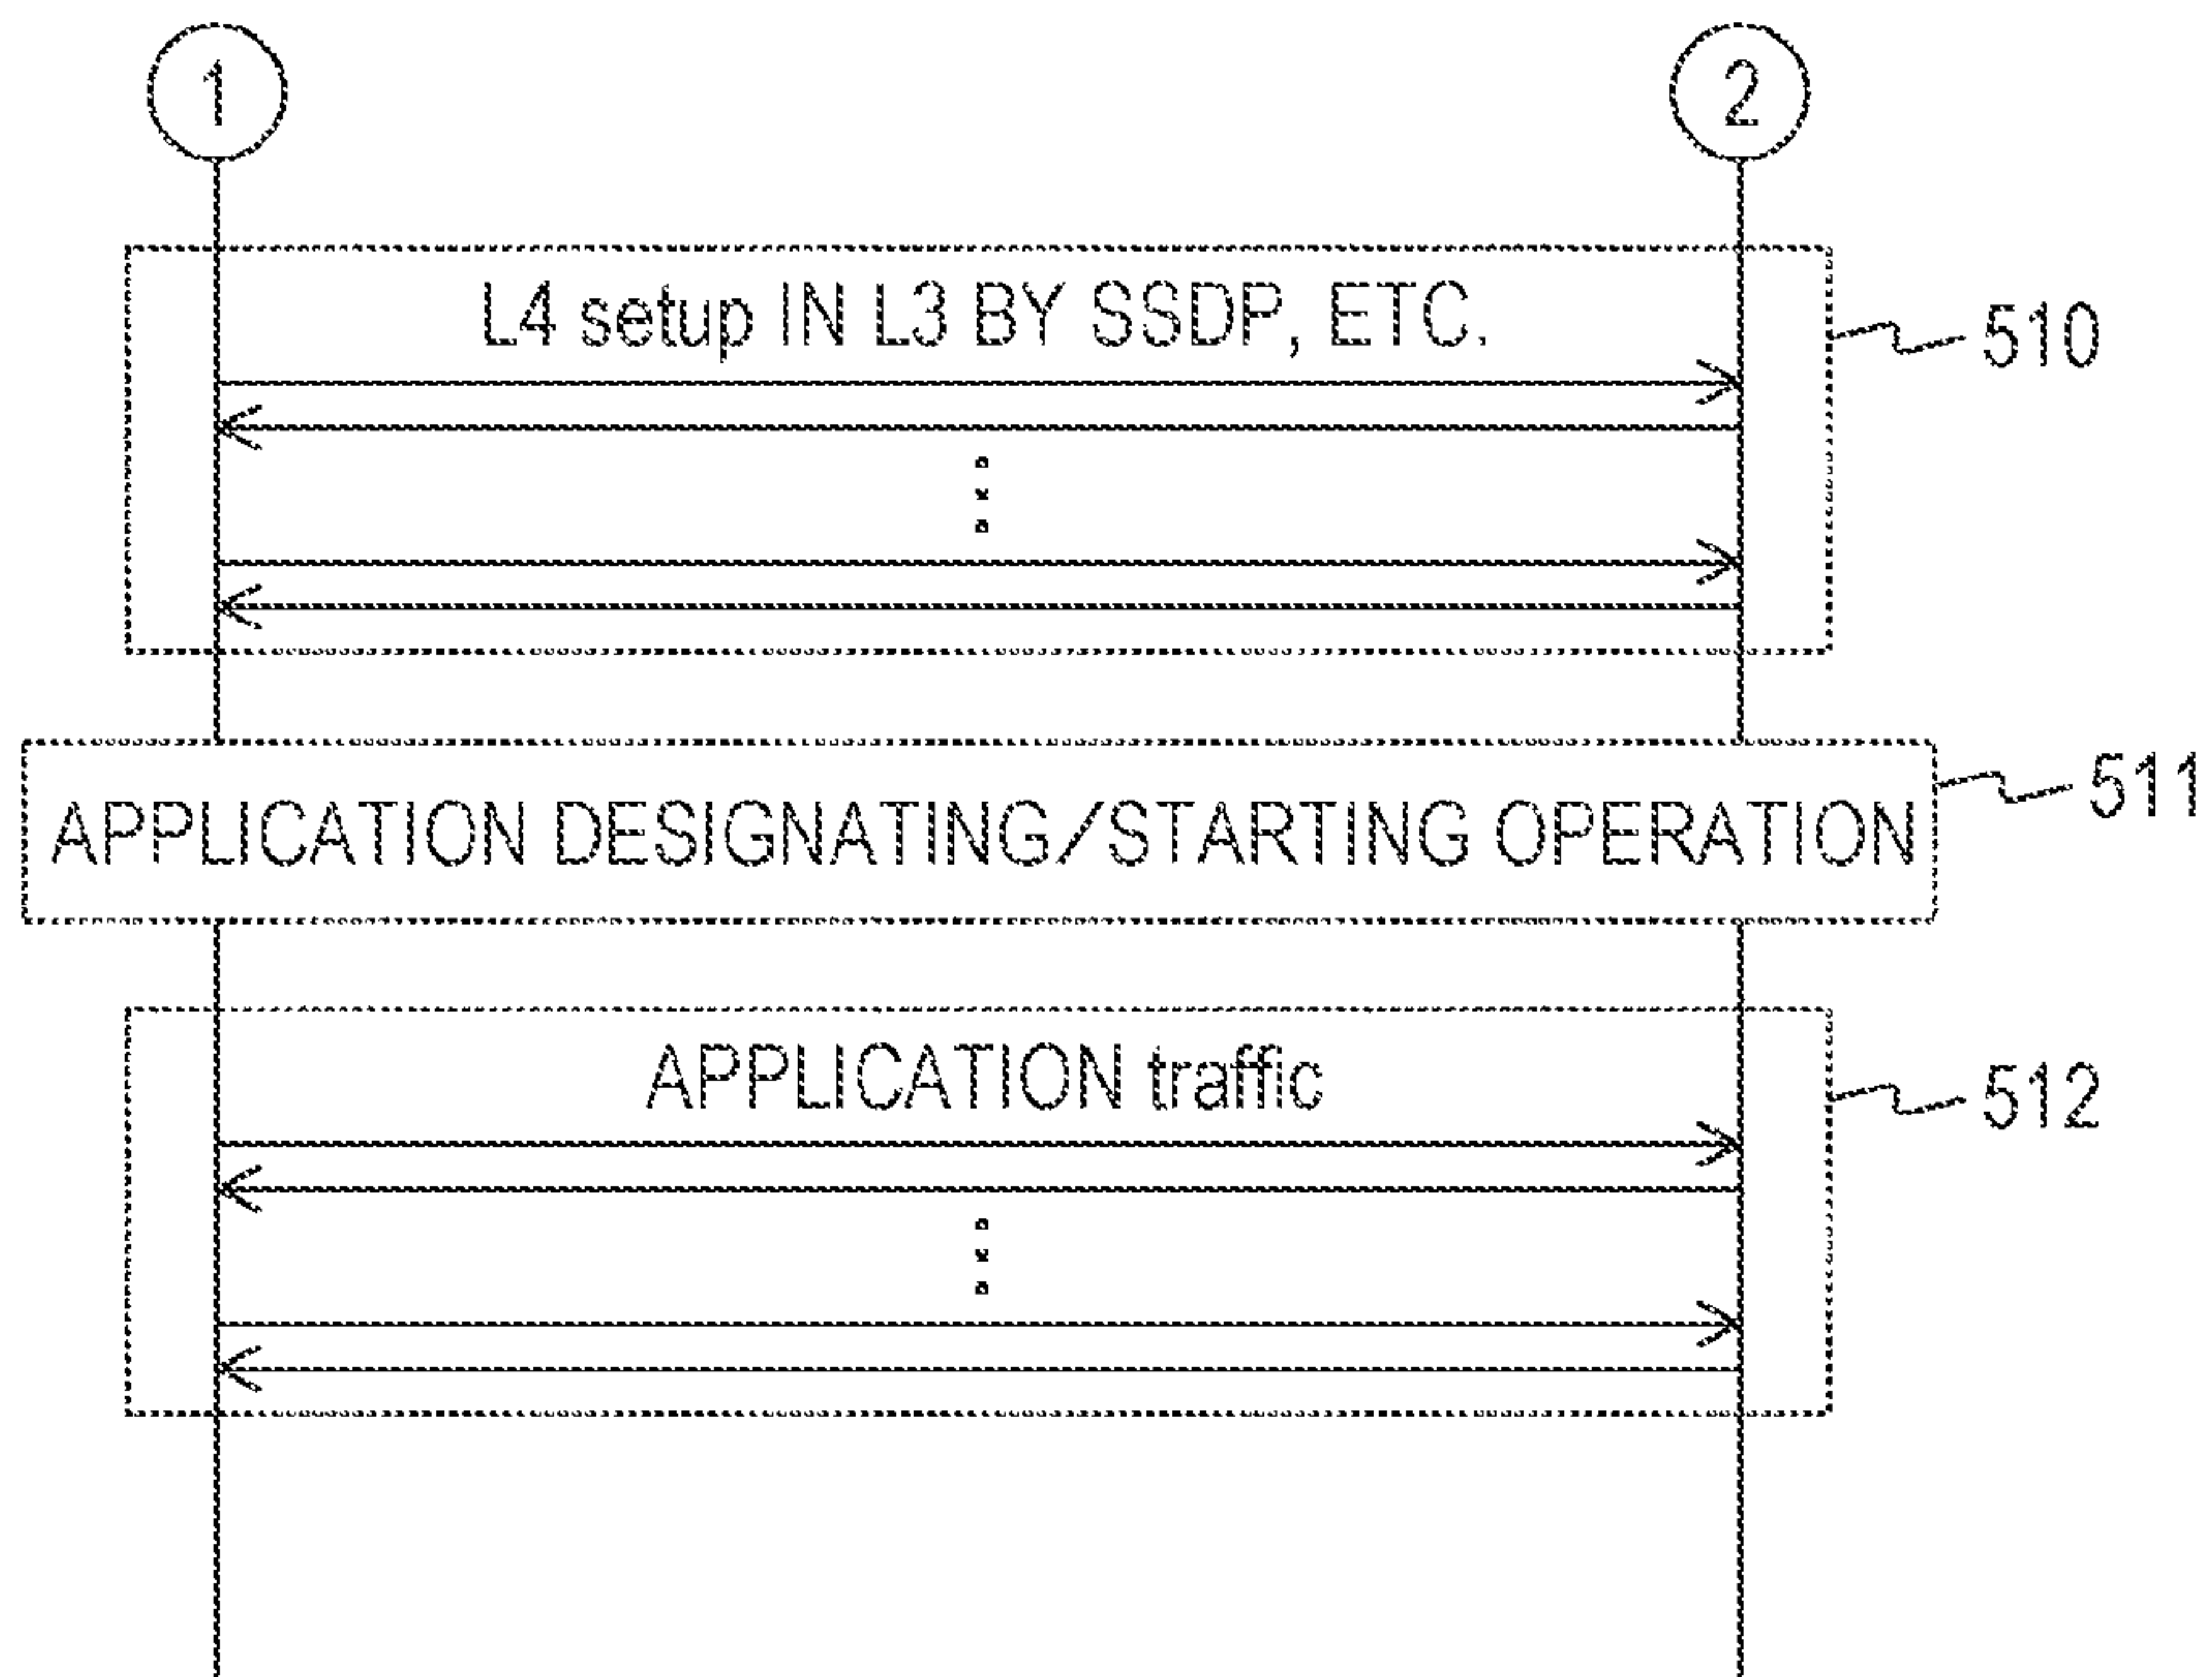 1
2
L4 setup IN L3 BY SSDP, ETC.
510
511
APPLICATION DESIGNATING/STARTING OPERATION
APPLICATION traffic
512